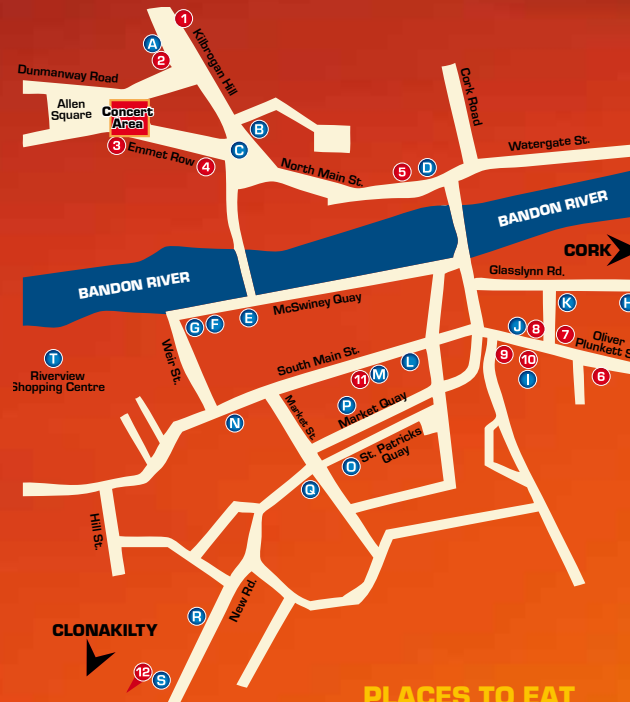 1
A
2
Kilbrogan Hill
Dunmanway Road
Cork Road
Allen
Square
Concert
Area
B
3
Emmet Row
4
C
North Main St.
5
D
Watergate St.
BANDON RIVER
CORK
Glasslynn Rd.
BANDON RIVER
McSwiney Quay
E
F
G
K
H
J
8
7
Oliver
Plunkett S
T
Riverview
Shopping Centre
Weir St.
South Main St.
9
10
I
6
L
11
M
P
Market St.
Market Quay
N
O
St. Patricks
Quay
Q
Hill St.
New Rd.
R
CLONAKILTY
12
S
PLACES TO EAT